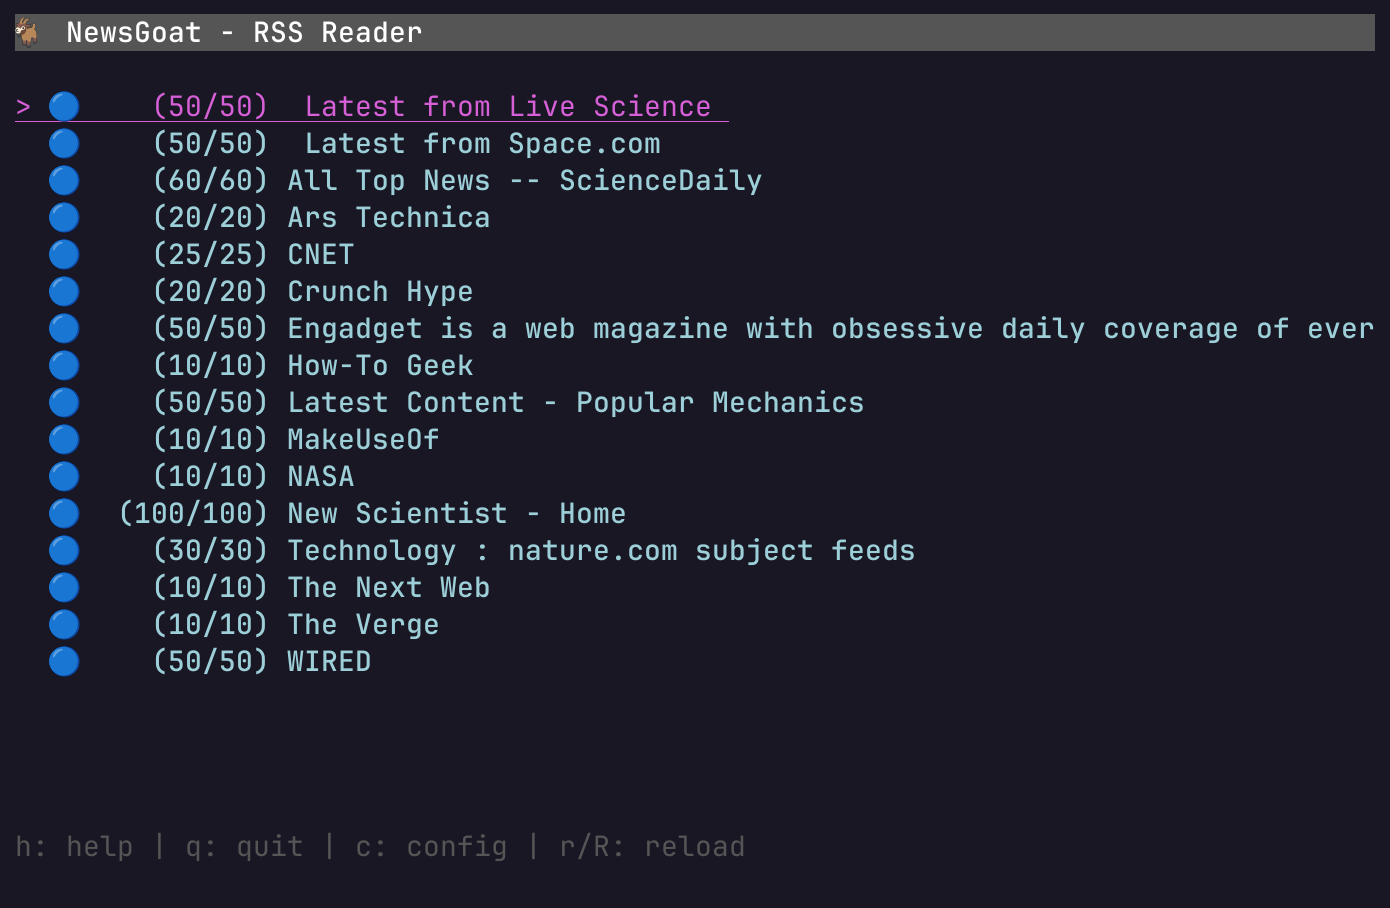 NewsGoat - RSS Reader
> (50/50) Latest from Live Science
(50/50) Latest from Space.com
(60/60) All Top News -- ScienceDaily
(20/20) Ars Technica
(25/25) CNET
(20/20) Crunch Hype
(50/50) Engadget is a web magazine with obsessive daily coverage of ever
(10/10) How-To Geek
(50/50) Latest Content - Popular Mechanics
(10/10) MakeUseOf
(10/10) NASA
(100/100) New Scientist - Home
(30/30) Technology : nature.com subject feeds
(10/10) The Next Web
(10/10) The Verge
(50/50) WIRED
h: help | q: quit | c: config | r/R: reload